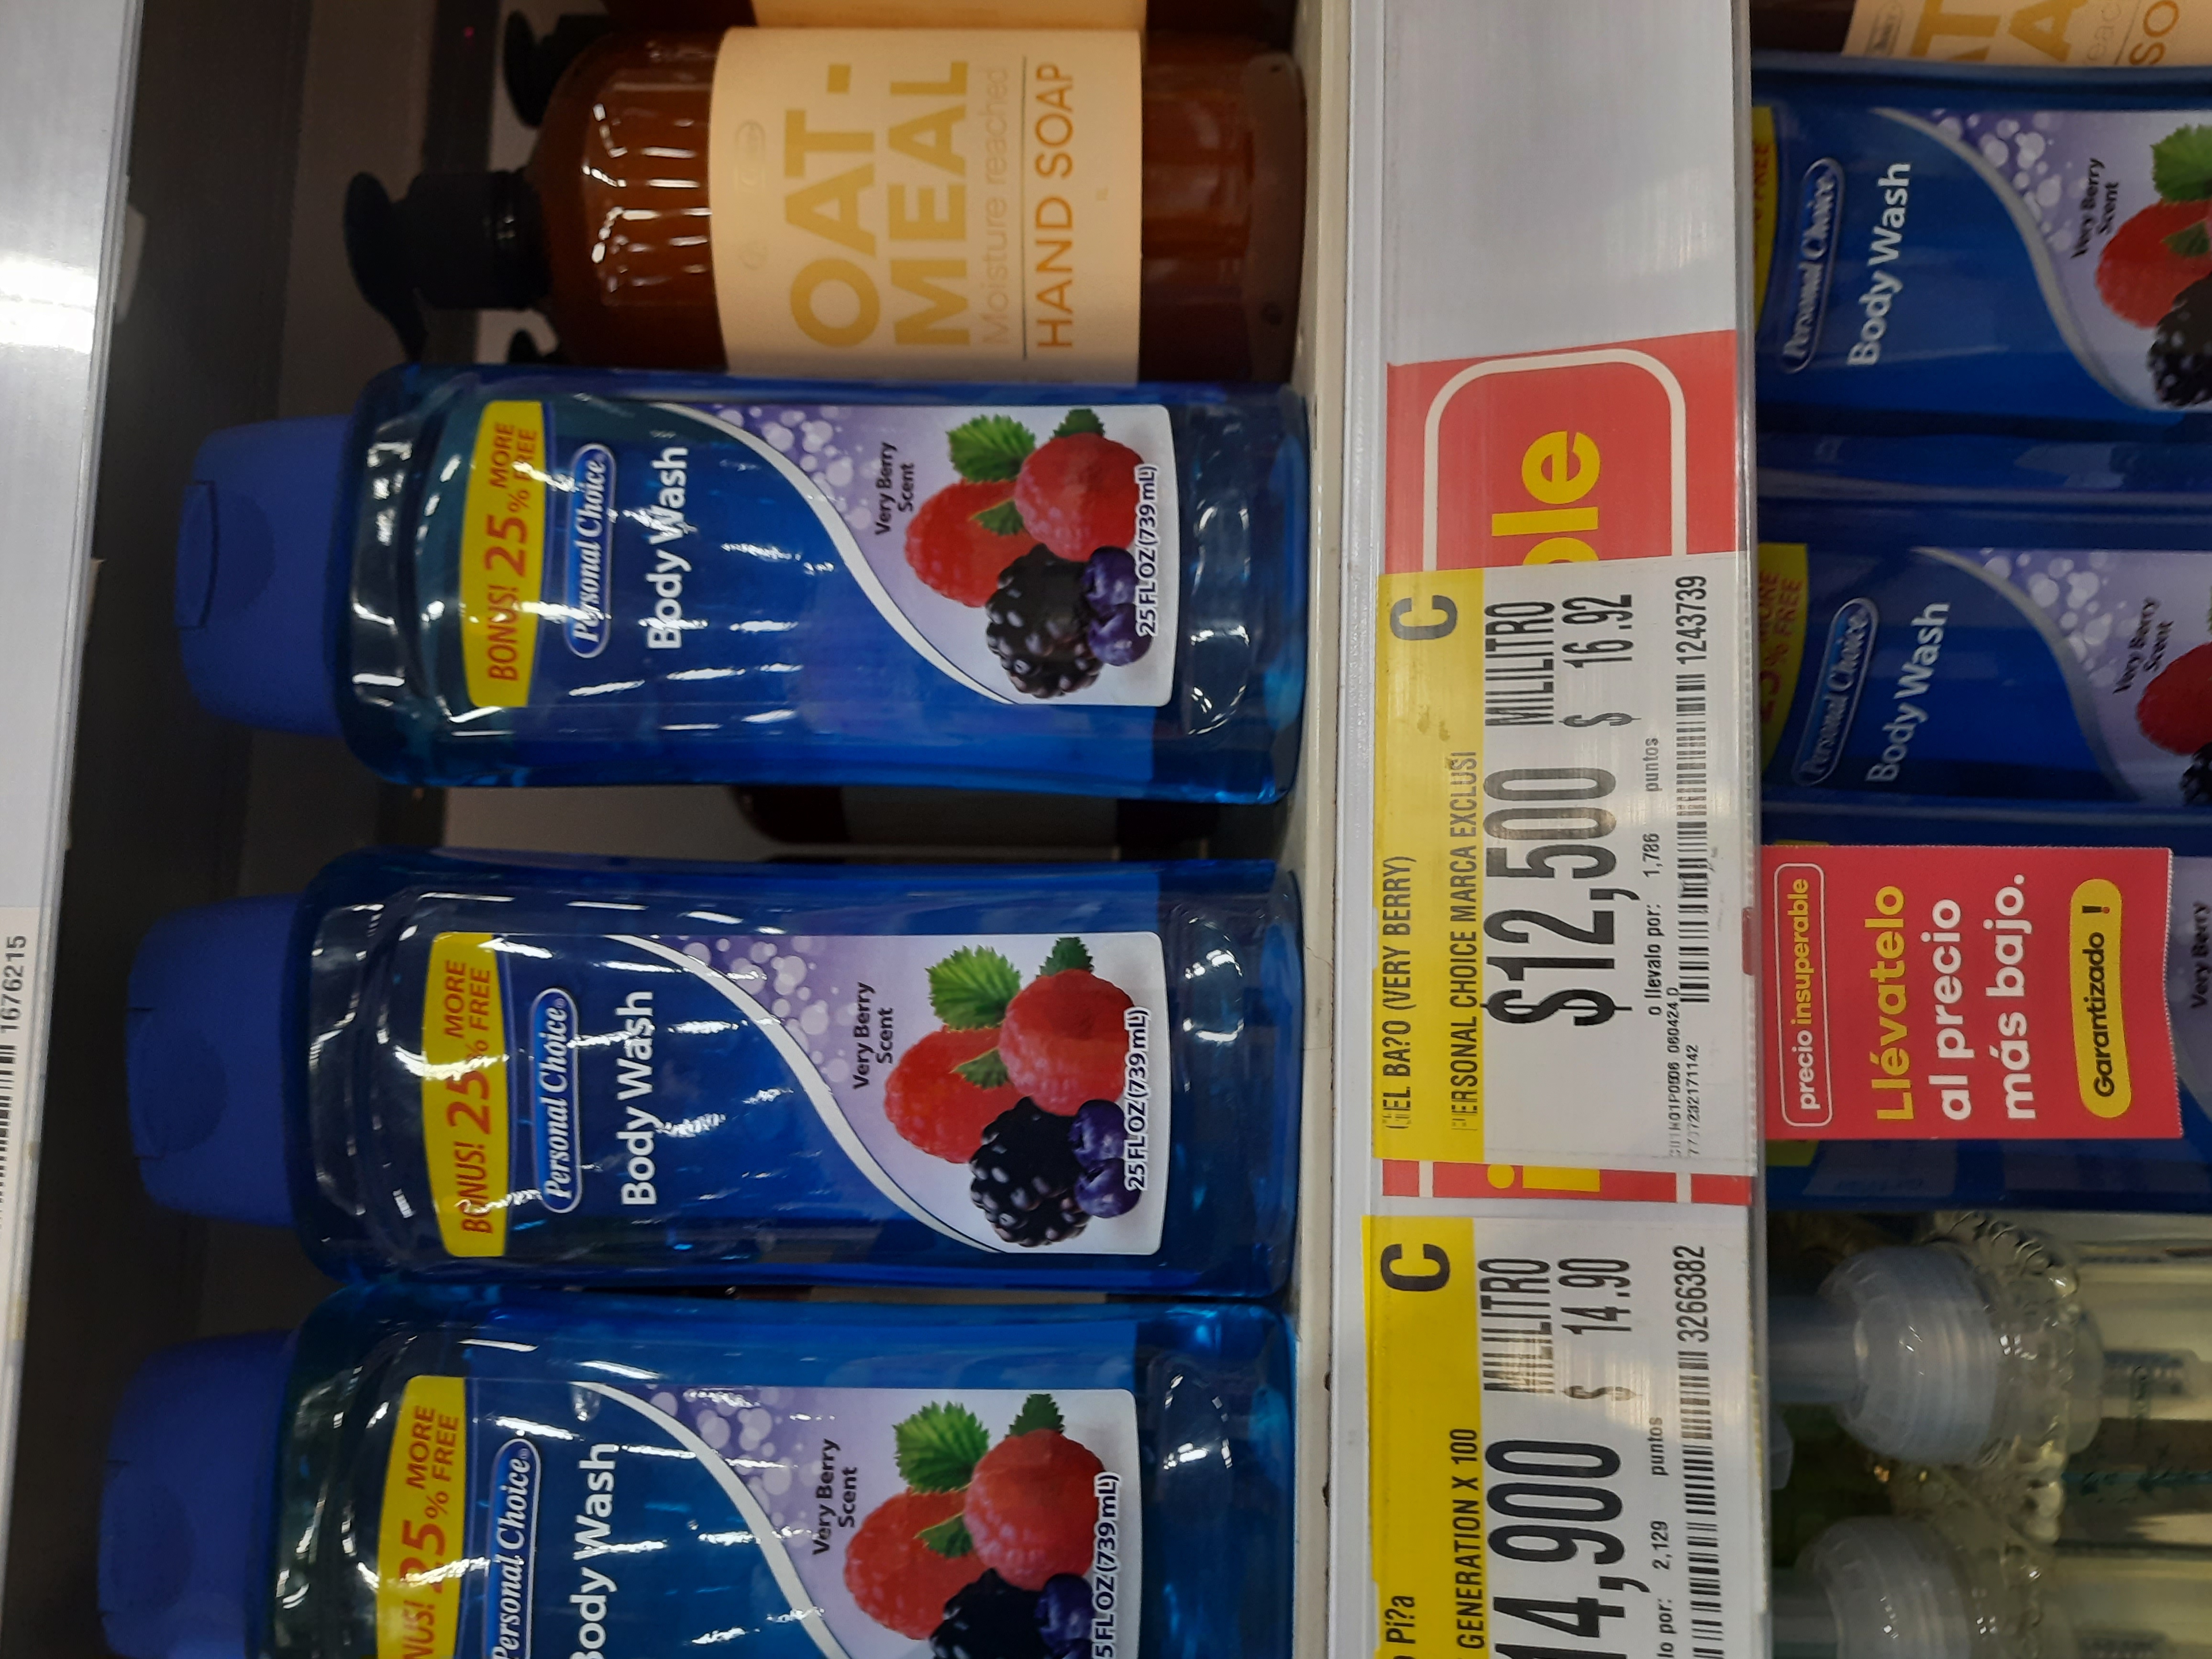 1676215
NUS! 25% MORE FREE
Personal Choice
Body Wash
Very Berry
Scent
5 FL OZ (739 mL)
BONUS! 25% MORE FREE
Personal Choice
Body Wash
Very Berry
Scent
25 FL OZ (739 mL)
BONUS! 25% MORE FREE
Personal Choice
Body Wash
Very Berry
Scent
25 FL OZ (739 mL)
OAT-
MEAL
Moisture reached
HAND SOAP
Pi?a
C
GENERATION X 100
14,900
MILILITRO
$ 14.90
lo por: 2,129 puntos
3266382
GEL BA?O (VERY BERRY)
C
PERSONAL CHOICE MARCA EXCLUSI
$12,500
MILILITRO
$ 16.92
o llevalo por: 1,786 puntos
060424 D
1243739
ble
precio insuperable
Llévatelo
al precio
más bajo.
Garantizado !
25% MORE FREE
Personal Choice
Body Wash
Very Berry
Scent
% FREE
Personal Choice
Body Wash
Very Berry
Scent
Very Berry